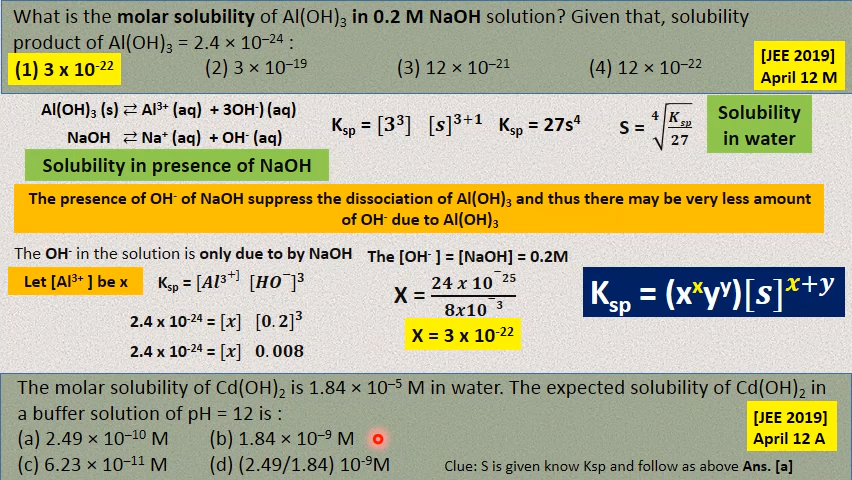 What is the molar solubility of Al(OH)₃ in 0.2 M NaOH solution? Given that, solubility
product of Al(OH)₃ = 2.4 × 10⁻²⁴ :
(1) 3 x 10⁻²² (2) 3 × 10⁻¹⁹ (3) 12 × 10⁻²¹ (4) 12 × 10⁻²²
[JEE 2019]
April 12 M
Al(OH)₃ (s) ⇄ Al³⁺ (aq) + 3OH⁻) (aq)
NaOH ⇄ Na⁺ (aq) + OH⁻ (aq)
Kₛₚ = [3³] [s]³⁺¹ Kₛₚ = 27s⁴ S = ⁴√(Kₛₚ/27)
Solubility
in water
Solubility in presence of NaOH
The presence of OH⁻ of NaOH suppress the dissociation of Al(OH)₃ and thus there may be very less amount
of OH⁻ due to Al(OH)₃
The OH⁻ in the solution is only due to by NaOH The [OH⁻ ] = [NaOH] = 0.2M
Let [Al³⁺ ] be x Kₛₚ = [Al³⁺] [HO⁻]³
2.4 x 10⁻²⁴ = [x] [0.2]³
2.4 x 10⁻²⁴ = [x] 0.008
X = 24 x 10⁻²⁵ / 8x10⁻³
X = 3 x 10⁻²²
Kₛₚ = (xˣyʸ)[s]ˣ⁺ʸ
The molar solubility of Cd(OH)₂ is 1.84 × 10⁻⁵ M in water. The expected solubility of Cd(OH)₂ in
a buffer solution of pH = 12 is :
(a) 2.49 × 10⁻¹⁰ M (b) 1.84 × 10⁻⁹ M
(c) 6.23 × 10⁻¹¹ M (d) (2.49/1.84) 10⁻⁹M
[JEE 2019]
April 12 A
Clue: S is given know Ksp and follow as above Ans. [a]